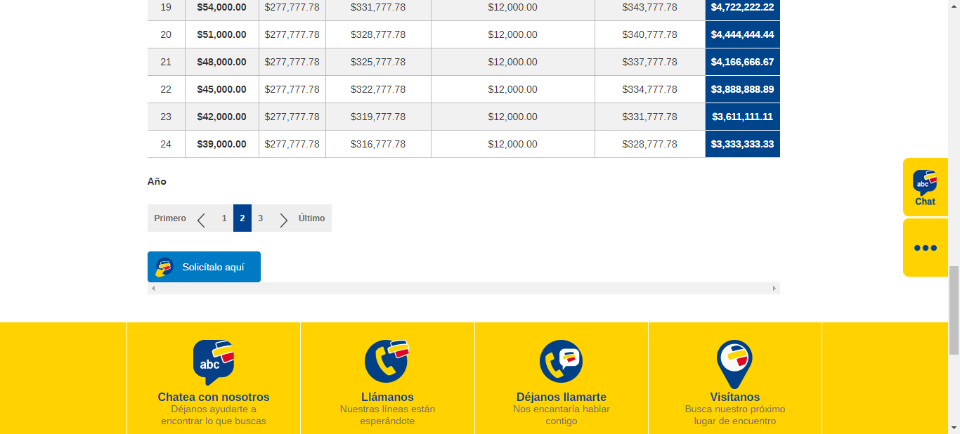 19 $54,000.00 $277,777.78 $331,777.78 $12,000.00 $343,777.78 $4,722,222.22
20 $51,000.00 $277,777.78 $328,777.78 $12,000.00 $340,777.78 $4,444,444.44
21 $48,000.00 $277,777.78 $325,777.78 $12,000.00 $337,777.78 $4,166,666.67
22 $45,000.00 $277,777.78 $322,777.78 $12,000.00 $334,777.78 $3,888,888.89
23 $42,000.00 $277,777.78 $319,777.78 $12,000.00 $331,777.78 $3,611,111.11
24 $39,000.00 $277,777.78 $316,777.78 $12,000.00 $328,777.78 $3,333,333.33
Año
Primero 1 2 3 Último
Solicítalo aquí
abc
Chat
abc
Chatea con nosotros
Déjanos ayudarte a
encontrar lo que buscas
Llámanos
Nuestras líneas están
esperándote
Déjanos llamarte
Nos encantaría hablar
contigo
Visítanos
Busca nuestro próximo
lugar de encuentro